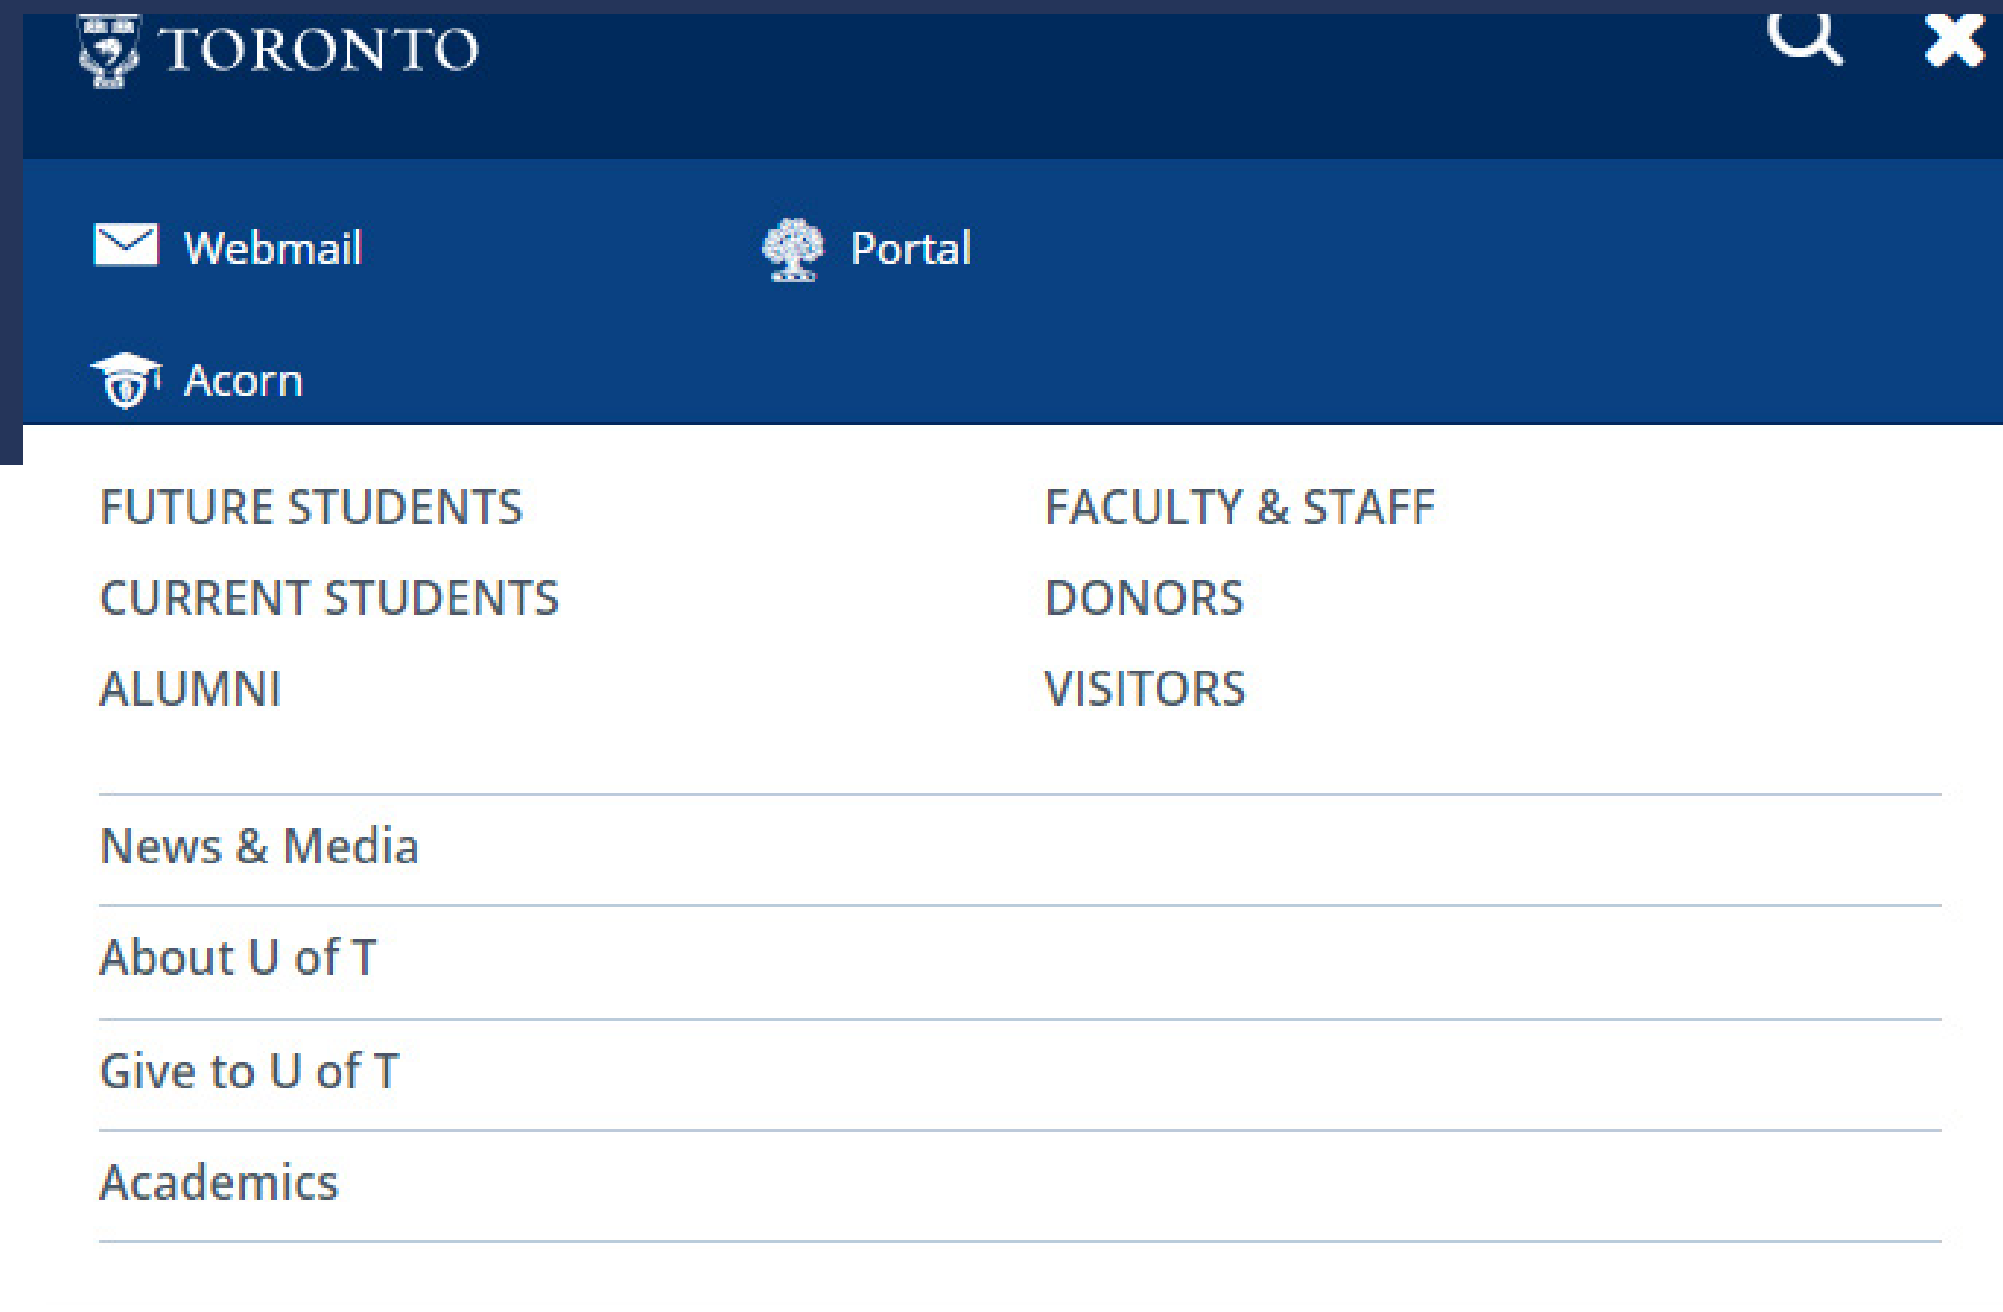 TORONTO
Webmail
Portal
Acorn
FUTURE STUDENTS
CURRENT STUDENTS
ALUMNI
FACULTY & STAFF
DONORS
VISITORS
News & Media
About U of T
Give to U of T
Academics